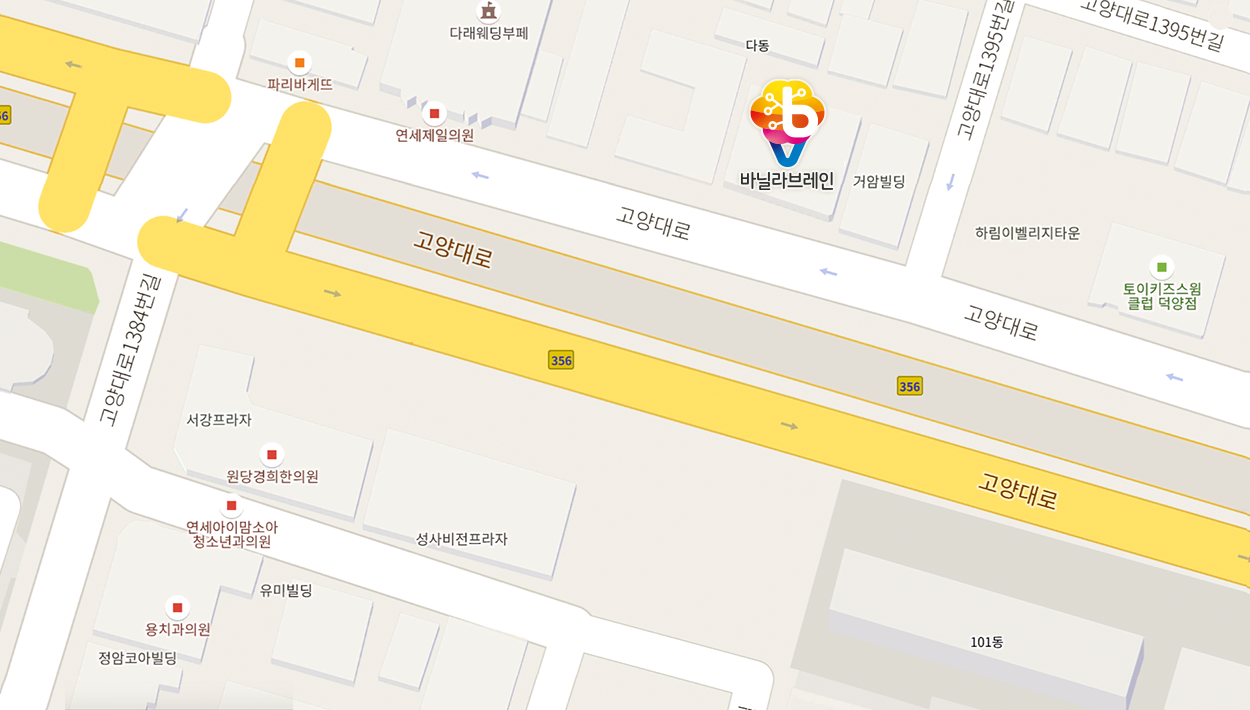 고양대로1395번길
다래웨딩부페
다동
파리바게뜨
연세제일의원
고양대로1395번길
바닐라브레인
거암빌딩
고양대로
하림이벨리지타운
고양대로
토이키즈스윔
클럽 덕양점
고양대로
고양대로1384번길
356
356
서강프라자
원당경희한의원
고양대로
연세아이맘소아
청소년과의원
성사비전프라자
유미빌딩
용치과의원
101동
정암코아빌딩